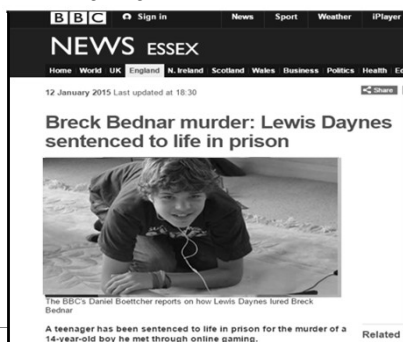 BBC Sign in News Sport Weather iPlayer
NEWS ESSEX
Home World UK England N. Ireland Scotland Wales Business Politics Health
12 January 2015 Last updated at 18:30 Share
Breck Bednar murder: Lewis Daynes
sentenced to life in prison
The BBC's Daniel Boettcher reports on how Lewis Daynes lured Breck
Bednar
A teenager has been sentenced to life in prison for the murder of a
14-year-old boy he met through online gaming.
Related